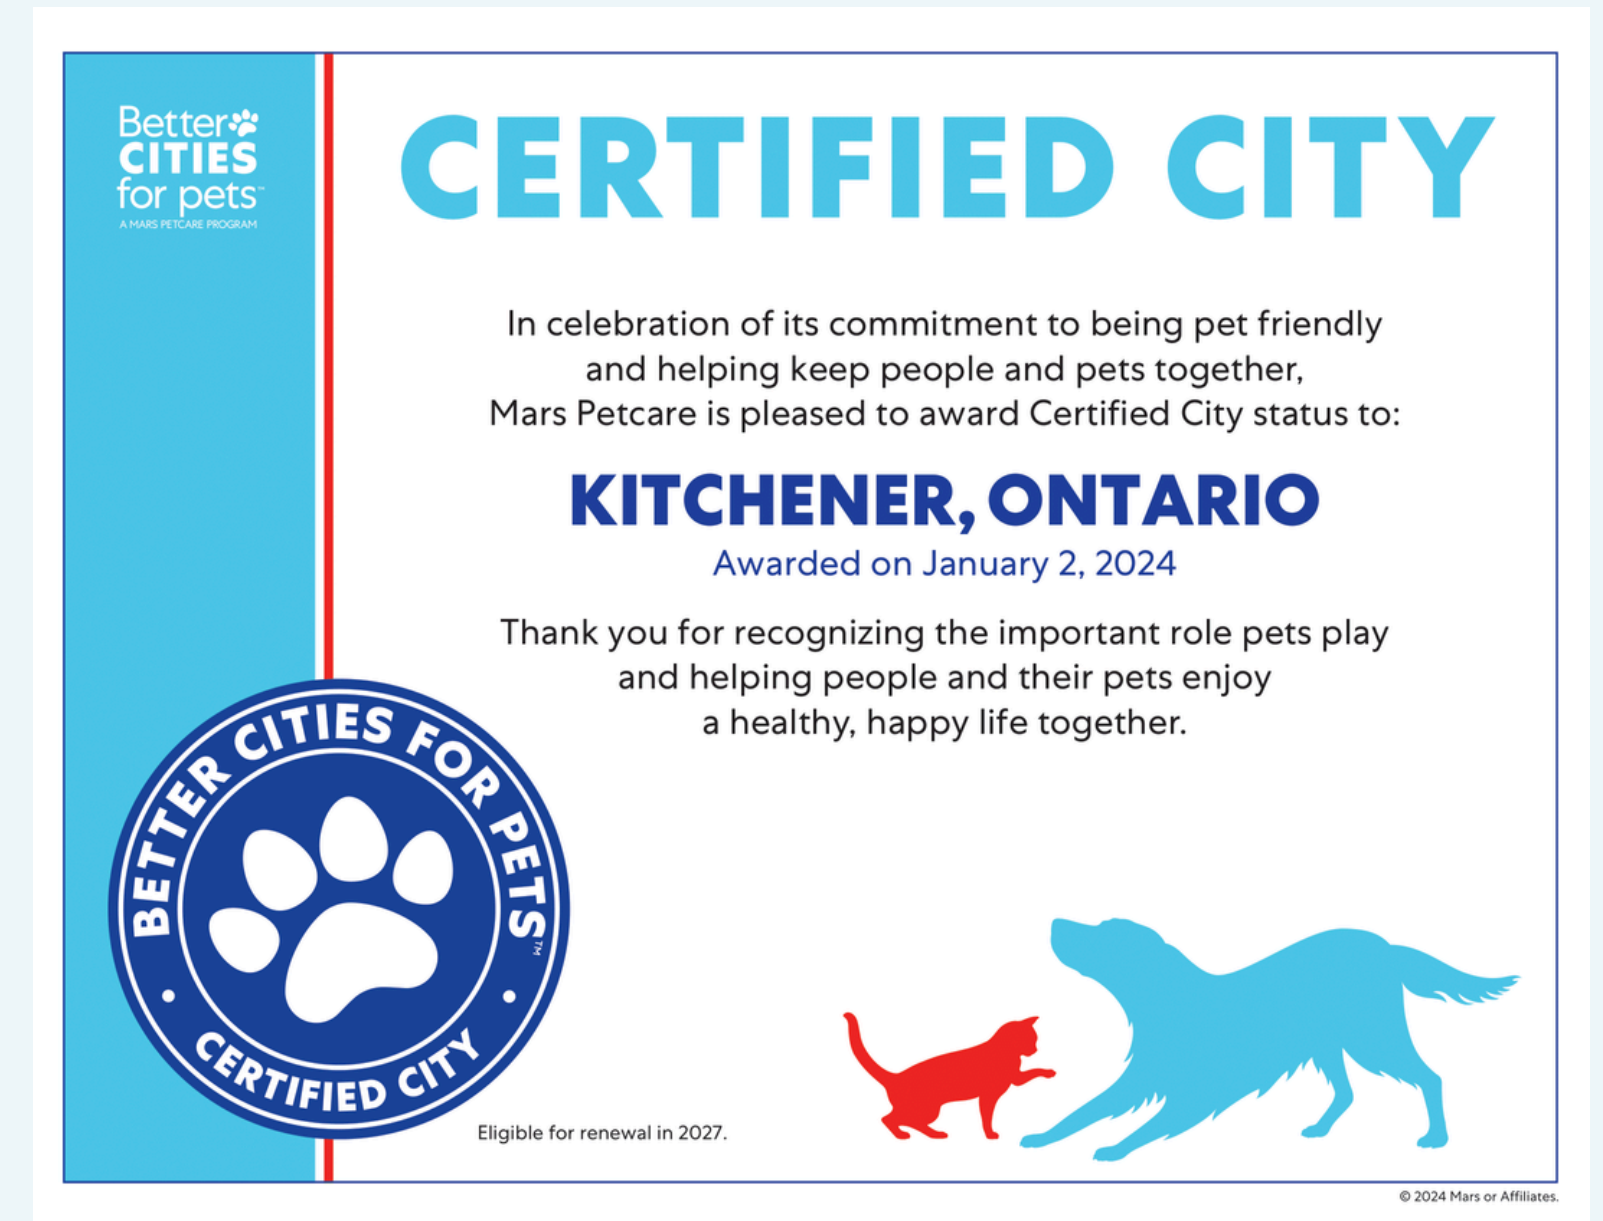 Better
CITIES
for pets™
A MARS PETCARE PROGRAM
CERTIFIED CITY
In celebration of its commitment to being pet friendly
and helping keep people and pets together,
Mars Petcare is pleased to award Certified City status to:
KITCHENER, ONTARIO
Awarded on January 2, 2024
Thank you for recognizing the important role pets play
and helping people and their pets enjoy
a healthy, happy life together.
BETTER CITIES FOR PETS™
• CERTIFIED CITY •
Eligible for renewal in 2027.
© 2024 Mars or Affiliates.